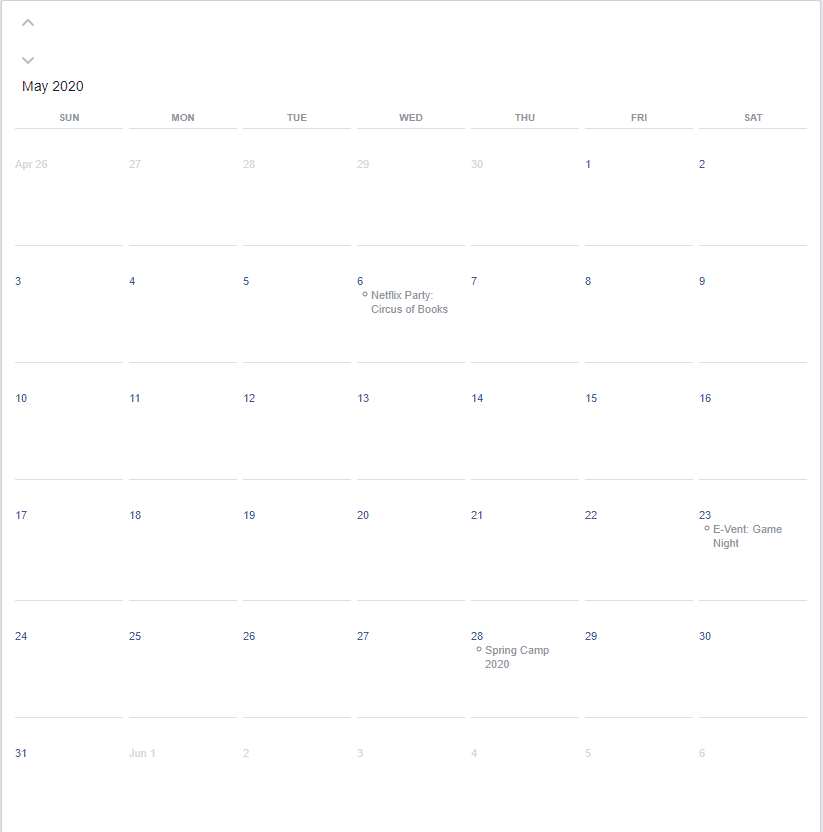 May 2020
SUN MON TUE WED THU FRI SAT
Apr 26 27 28 29 30 1 2
3 4 5 6 7 8 9
Netflix Party:
Circus of Books
10 11 12 13 14 15 16
17 18 19 20 21 22 23
E-Vent: Game
Night
24 25 26 27 28 29 30
Spring Camp
2020
31 Jun 1 2 3 4 5 6